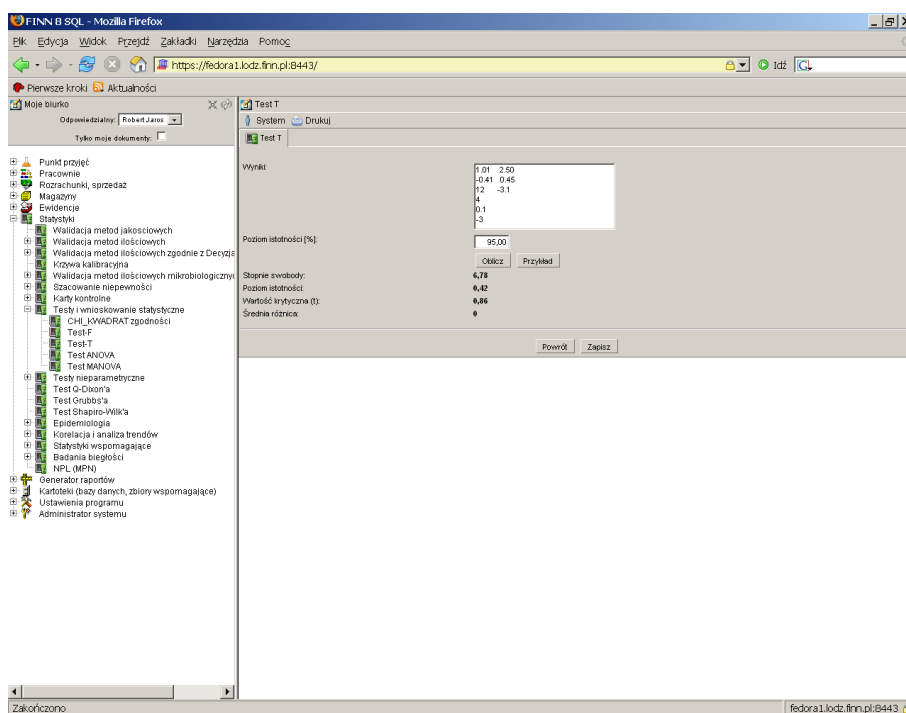 FINN 8 SQL - Mozilla Firefox
Plik Edycja Widok Przejdź Zakładki Narzędzia Pomoc
https://fedora1.lodz.finn.pl:8443/ Idź
Pierwsze kroki Aktualności
Moje biurko
Odpowiedzialny: Robert Jaros
Tylko moje dokumenty:
Punkt przyjęć
Pracownie
Rozrachunki, sprzedaż
Magazyny
Ewidencje
Statystyki
Walidacja metod jakosciowych
Walidacja metod ilościowych
Walidacja metod ilościowych zgodnie z Decyzja
Krzywa kalibracyjna
Walidacja metod ilościowych mikrobiologiczny
Szacowanie niepewności
Karty kontrolne
Testy i wnioskowanie statystyczne
CHI_KWADRAT zgodności
Test-F
Test-T
Test ANOVA
Test MANOVA
Testy nieparametryczne
Test Q-Dixon'a
Test Grubbs'a
Test Shapiro-Wilk'a
Epidemiologia
Korelacja i analiza trendów
Statystyki wspomagające
Badania biegłości
NPL (MPN)
Generator raportów
Kartoteki (bazy danych, zbiory wspomagające)
Ustawienia programu
Administrator systemu
Test T
System Drukuj
Test T
Wyniki:
1.01 2.50
-0.41 0.45
12 -3.1
4
0.1
-3
Poziom istotności [%]: 95,00
Oblicz Przykład
Stopnie swobody: 6,78
Poziom istotności: 0,42
Wartość krytyczna (t): 0,86
Średnia różnica: 0
Powrót Zapisz
Zakończono
fedora1.lodz.finn.pl:8443